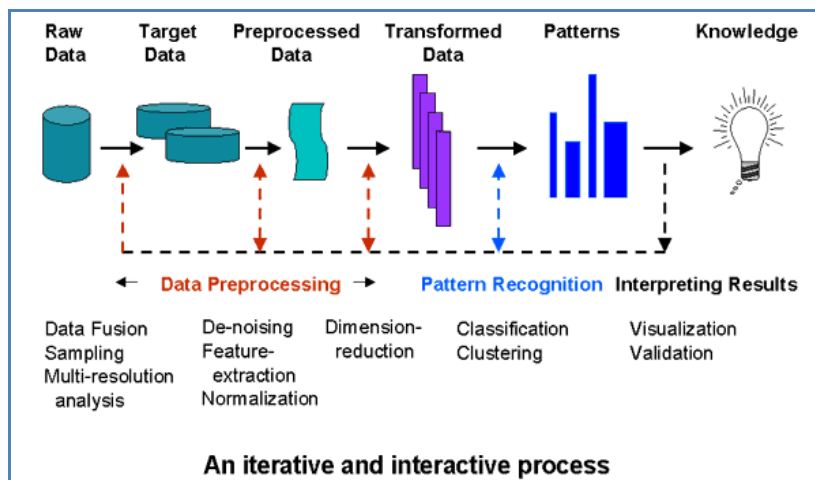 Raw Data
Target Data
Preprocessed Data
Transformed Data
Patterns
Knowledge
Data Preprocessing
Pattern Recognition
Interpreting Results
Data Fusion
Sampling
Multi-resolution
analysis
De-noising
Feature-
extraction
Normalization
Dimension-
reduction
Classification
Clustering
Visualization
Validation
An iterative and interactive process